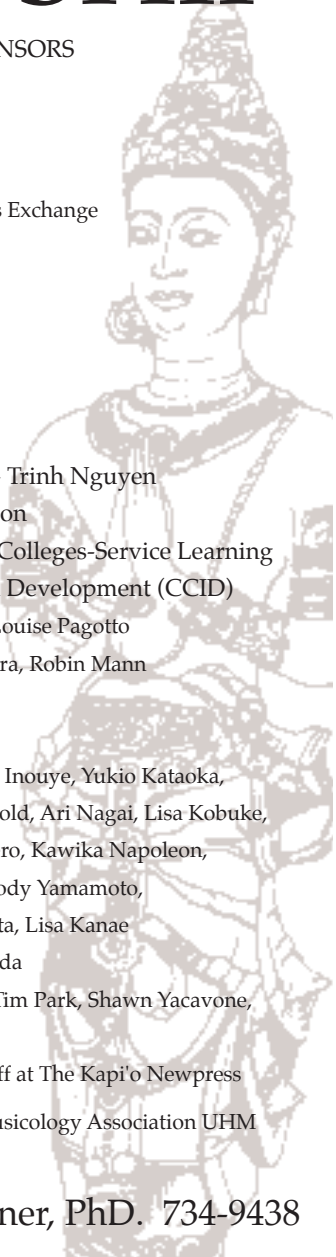 NSORS
Exchange
Trinh Nguyen
on
Colleges-Service Learning
Development (CCID)
Louise Pagotto
ra, Robin Mann
Inouye, Yukio Kataoka,
old, Ari Nagai, Lisa Kobuke,
ro, Kawika Napoleon,
ody Yamamoto,
ta, Lisa Kanae
da
Tim Park, Shawn Yacavone,
ff at The Kapi'o Newpress
usicology Association UHM
ner, PhD. 734-9438